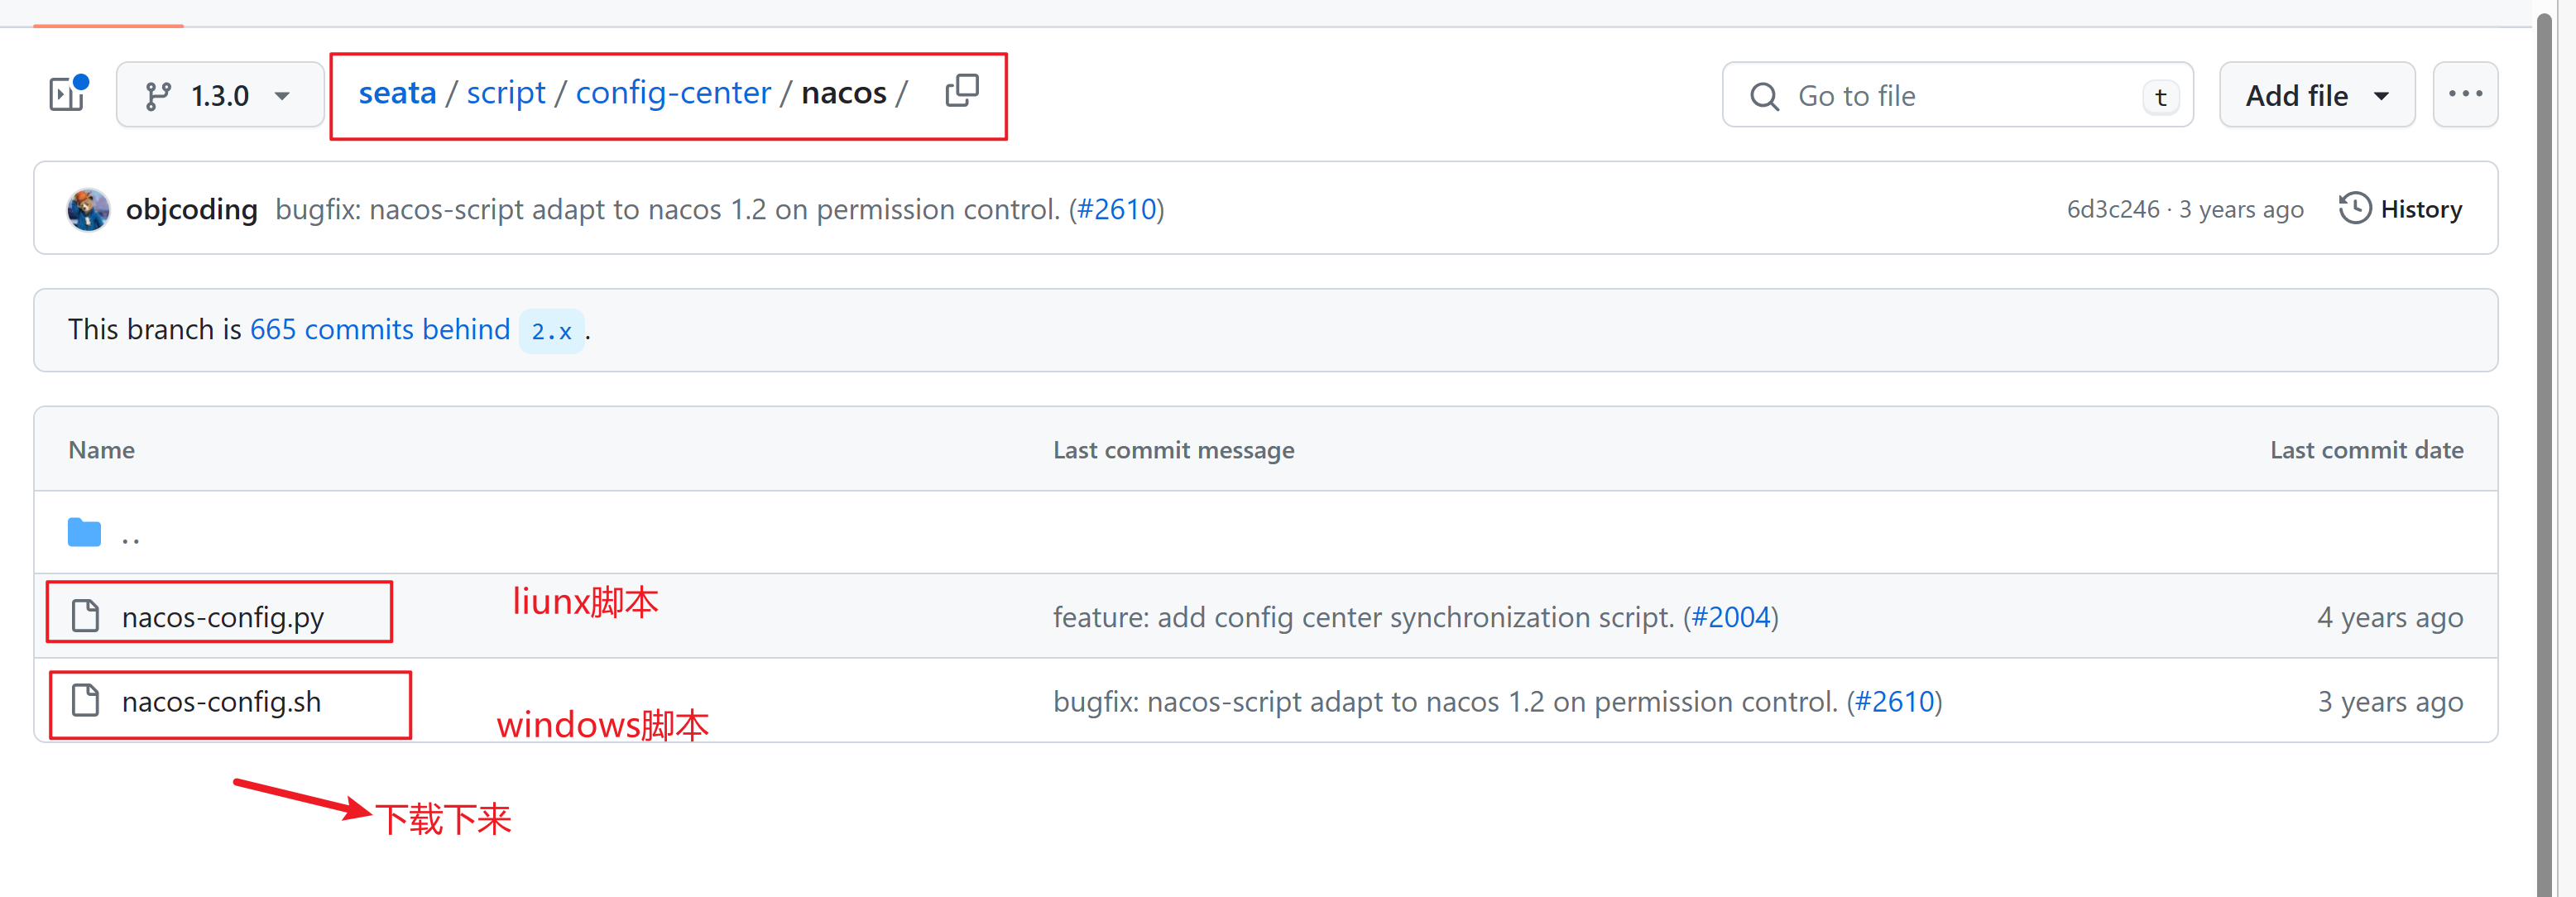 1.3.0
seata / script / config-center / nacos /
Go to file
t
Add file
objcoding bugfix: nacos-script adapt to nacos 1.2 on permission control. (#2610)
6d3c246 · 3 years ago
History
This branch is 665 commits behind 2.x.
Name Last commit message Last commit date
..
nacos-config.py liunx脚本 feature: add config center synchronization script. (#2004) 4 years ago
nacos-config.sh windows脚本 bugfix: nacos-script adapt to nacos 1.2 on permission control. (#2610) 3 years ago
下载下来